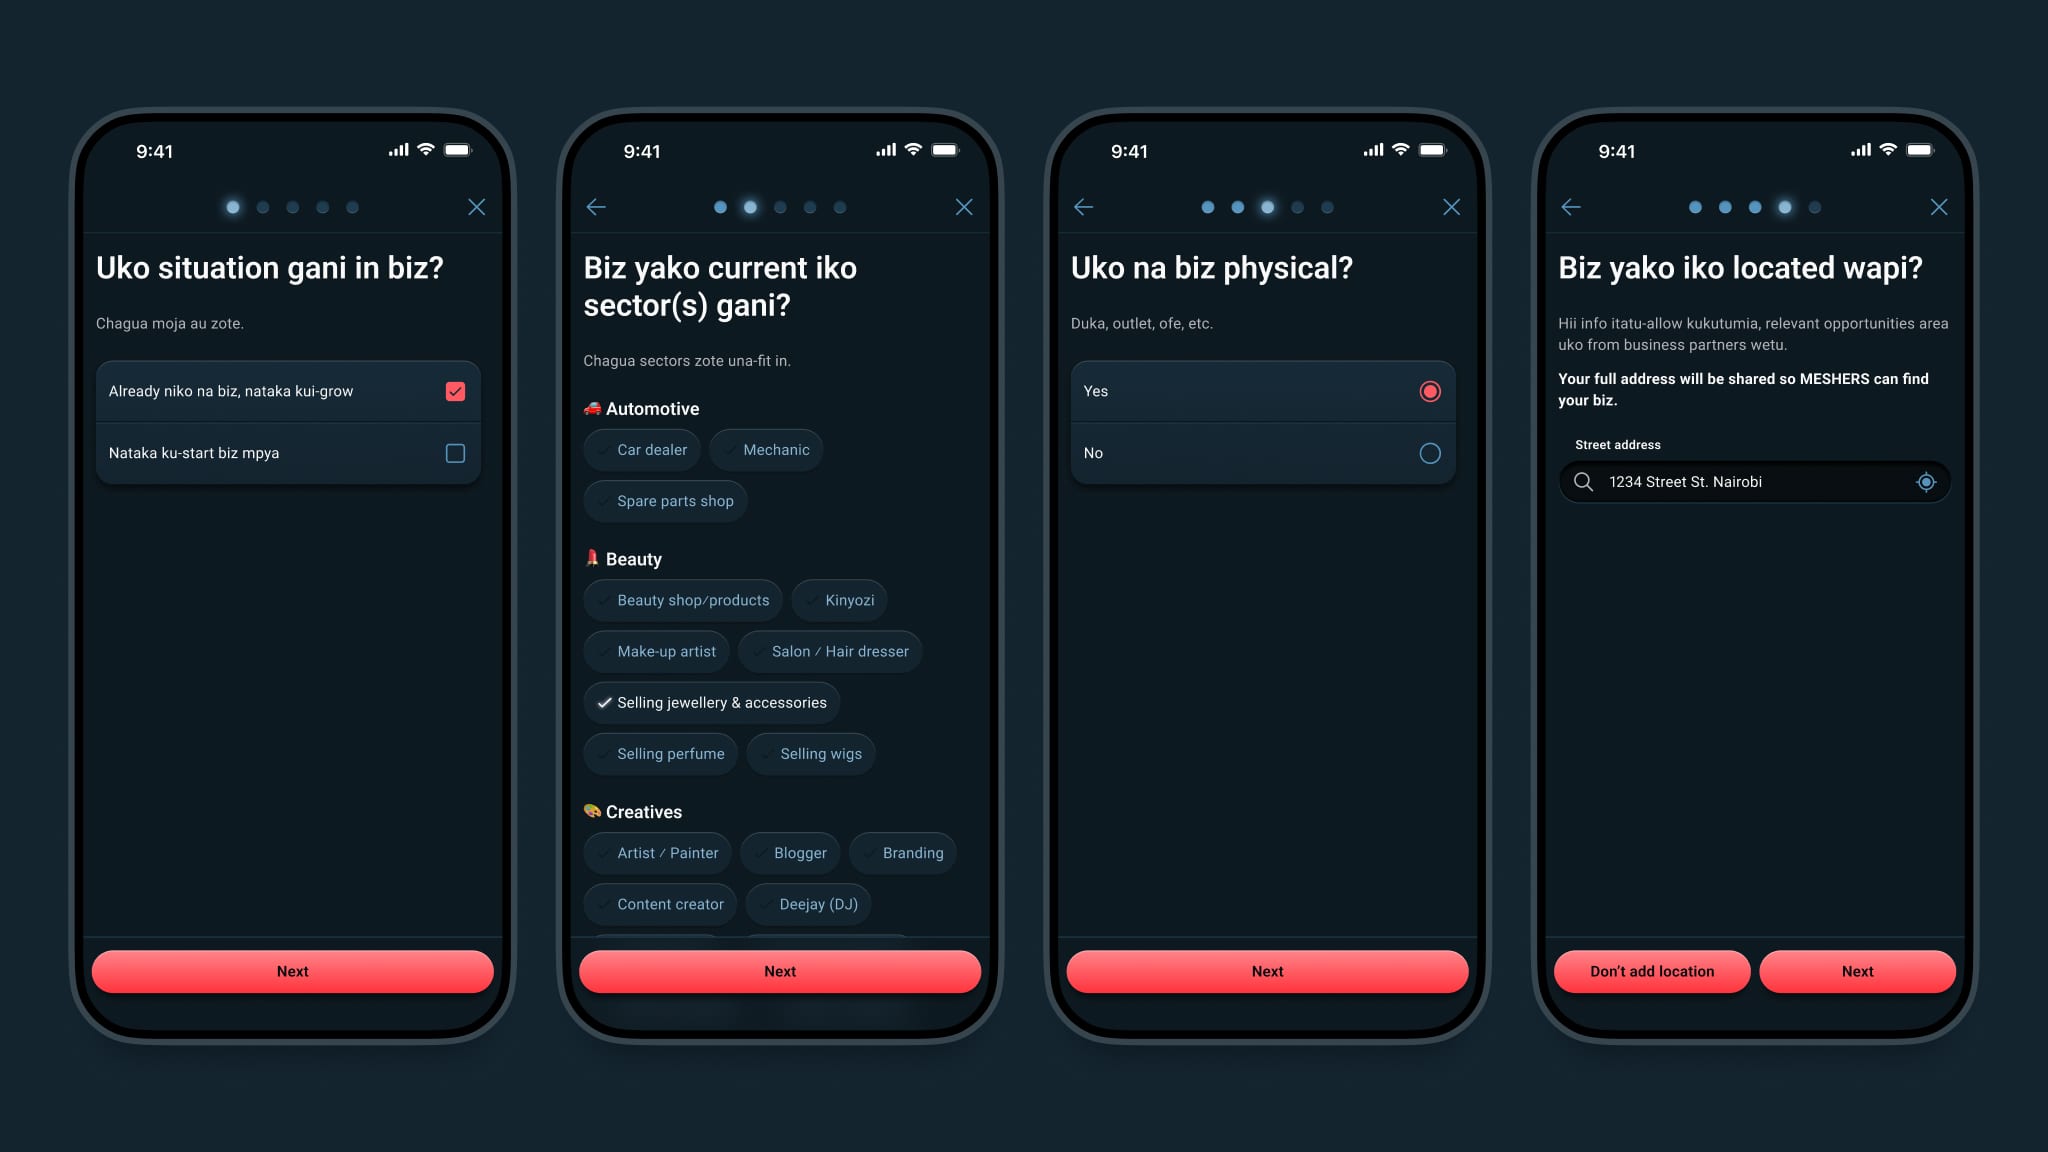 9:41
Uko situation gani in biz?
Chagua moja au zote.
Already niko na biz, nataka kui-grow
Nataka ku-start biz mpya
Next
9:41
Biz yako current iko
sector(s) gani?
Chagua sectors zote una-fit in.
🚗 Automotive
Car dealer
Mechanic
Spare parts shop
💄 Beauty
Beauty shop/products
Kinyozi
Make-up artist
Salon / Hair dresser
Selling jewellery & accessories
Selling perfume
Selling wigs
🎨 Creatives
Artist / Painter
Blogger
Branding
Content creator
Deejay (DJ)
Next
9:41
Uko na biz physical?
Duka, outlet, ofe, etc.
Yes
No
Next
9:41
Biz yako iko located wapi?
Hii info itatu-allow kukutumia, relevant opportunities area
uko from business partners wetu.
Your full address will be shared so MESHERS can find
your biz.
Street address
1234 Street St. Nairobi
Don't add location
Next